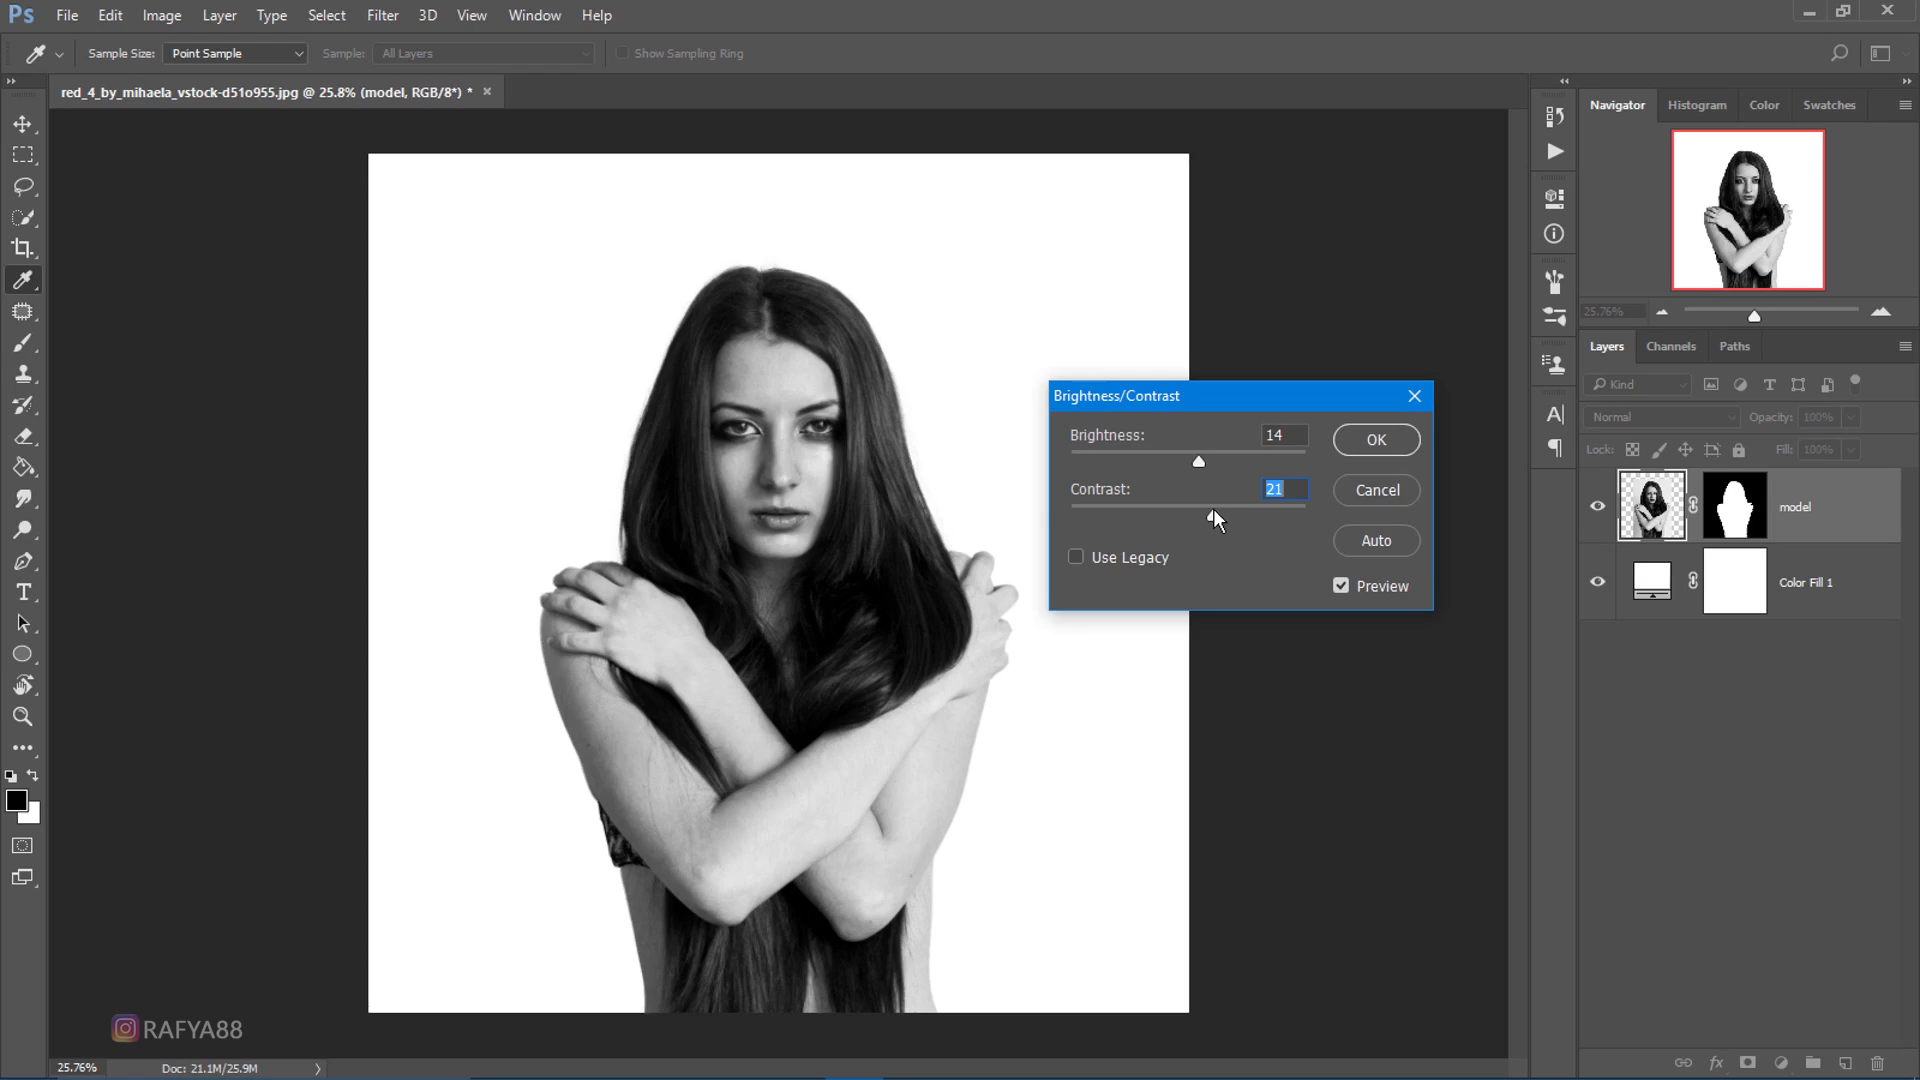 Ps File Edit Image Layer Type Select Filter 3D View Window Help
Sample Size: Point Sample Sample: All Layers Show Sampling Ring
red_4_by_mihaela_vstock-d51o955.jpg @ 25.8% (model, RGB/8*) * ×
Navigator Histogram Color Swatches
25.76%
Layers Channels Paths
Kind
Normal Opacity: 100%
Lock: Fill: 100%
model
Color Fill 1
Brightness/Contrast
Brightness: 14
OK
Contrast: 21
Cancel
Auto
Use Legacy
Preview
RAFYA88
25.76% Doc: 21.1M/25.9M